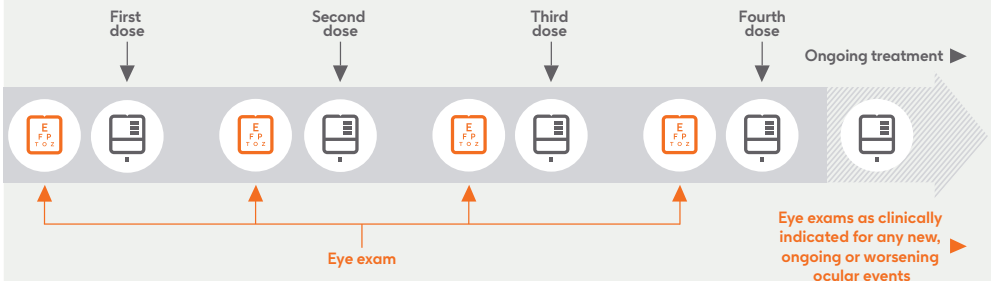 First
dose
Second
dose
Third
dose
Fourth
dose
Ongoing treatment
E
F P
T O Z
E
F P
T O Z
E
F P
T O Z
E
F P
T O Z
Eye exam
Eye exams as clinically
indicated for any new,
ongoing or worsening
ocular events